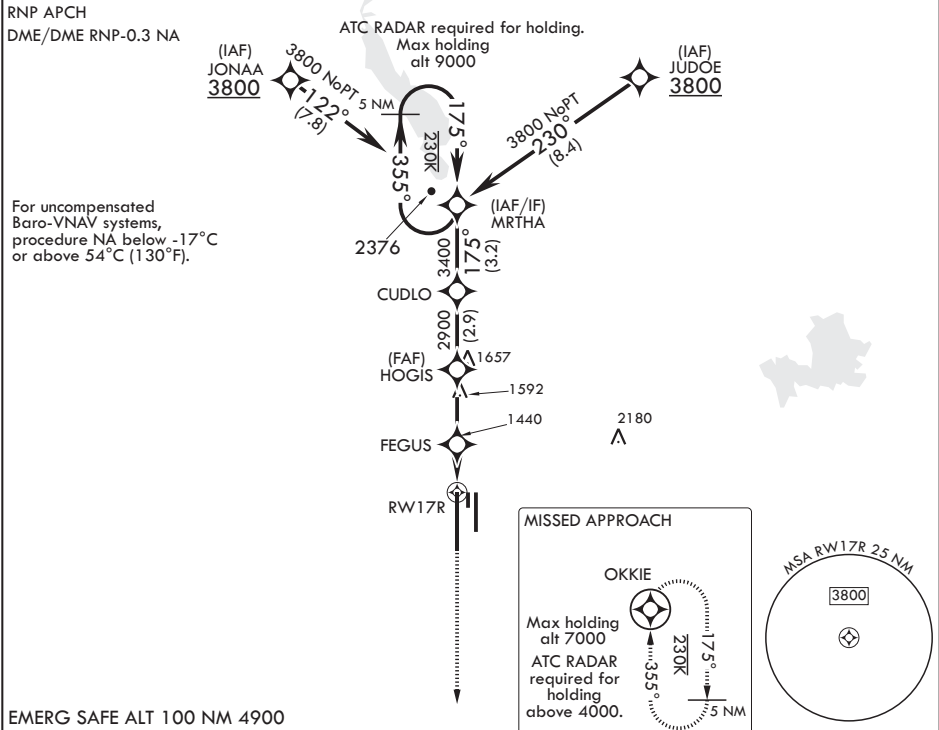 RNP APCH
DME/DME RNP-0.3 NA
ATC RADAR required for holding.
Max holding
alt 9000
(IAF)
JONAA
3800
3800 NoPT
122°
(7.8)
5 NM
175°
230K
355°
(IAF)
JUDOE
3800
3800 NoPT
230°
(8.4)
For uncompensated
Baro-VNAV systems,
procedure NA below -17°C
or above 54°C (130°F).
2376
(IAF/IF)
MRTHA
3400
175°
(3.2)
CUDLO
2900
(2.9)
(FAF)
HOGIS
1657
1592
1440
FEGUS
2180
RW17R
MISSED APPROACH
OKKIE
Max holding
alt 7000
ATC RADAR
required for
holding
above 4000.
230K
175°
355°
5 NM
MSA RW17R 25 NM
3800
EMERG SAFE ALT 100 NM 4900